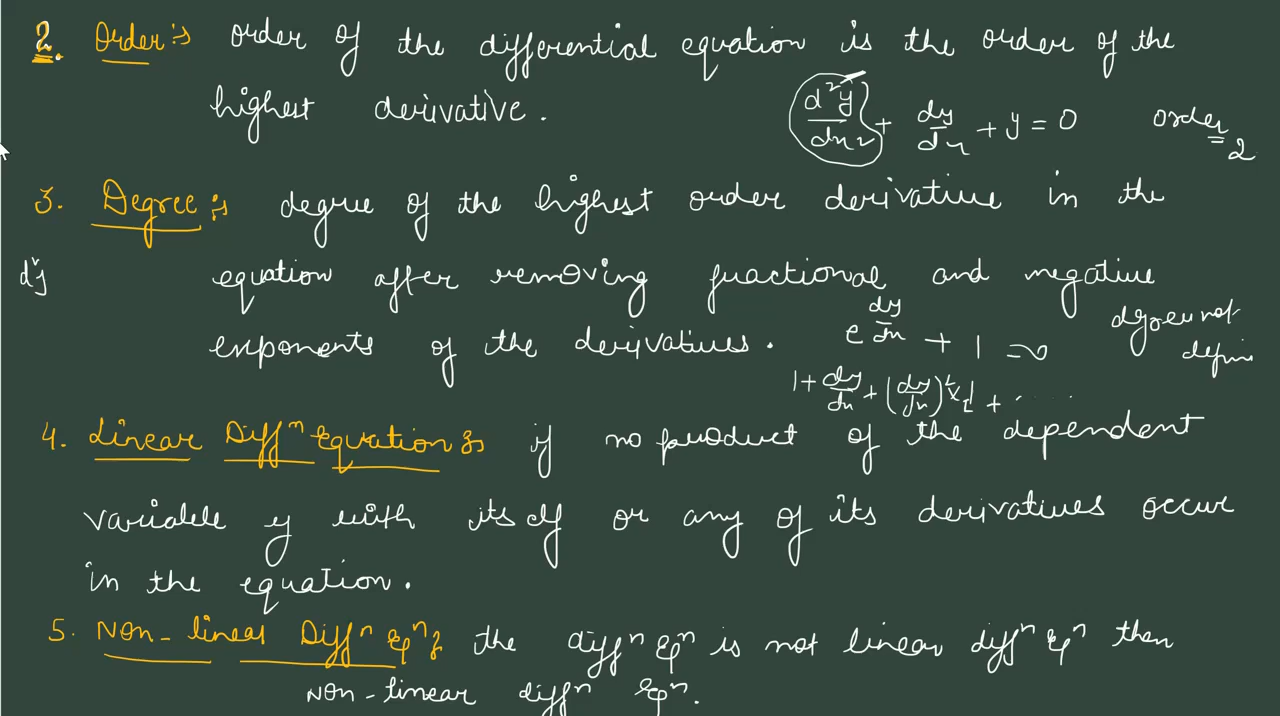 2. Order :- order of the differential equation is the order of the
highest derivative. d²y/dx² + dy/dx + y = 0 order = 2
3. Degree :- degree of the highest order derivative in the
d²y equation after removing fractional and negative
exponents of the derivatives. e^(dy/dx) + 1 = 0 degree not
defin
1 + dy/dx + (dy/dx)² × 1/2 + .....
4. Linear Diffⁿ Equation :- if no product of the dependent
variable y with itself or any of its derivatives occur
in the equation.
5. Non-linear Diffⁿ Eqⁿ :- the diffⁿ Eqⁿ is not linear diffⁿ Eqⁿ then
non-linear diffⁿ Eqⁿ.